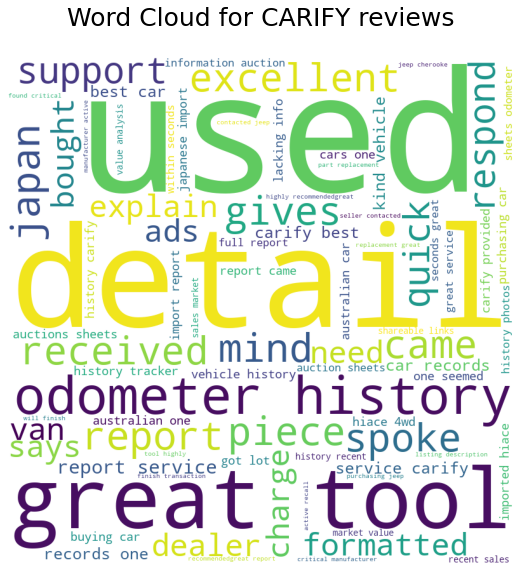 Word Cloud for CARIFY reviews
support
information auction
excellent
jeep cherooke
found critical
best car
manufacturer active
value analysis
japanese import
within seconds
contacted jeep
lacking info
kind vehicle
respond
sheets odometer
japan
bought
used
cars one
part replacement
highly recommendedgreat
seller contacted
explain
gives
quick
seconds great
great service
carify provided
purchasing car
ads
carify best
full report
replacement great
history carify
detail
import report
sales market
report came
australian car
shareable links
history photos
auctions sheets
received
mind
need
came
history tracker
vehicle history
auction sheets
car records
one seemed
odometer history
will finish
van
australian one
hiace 4wd
says
report
piece
spoke
imported hiace
tool highly
got lot
history recent
listing description
report service
finish transaction
charge
service carify
purchasing jeep
great tool
active recall
market value
buying car
records one
dealer
recommendedgreat report
critical manufacturer
formatted
recent sales